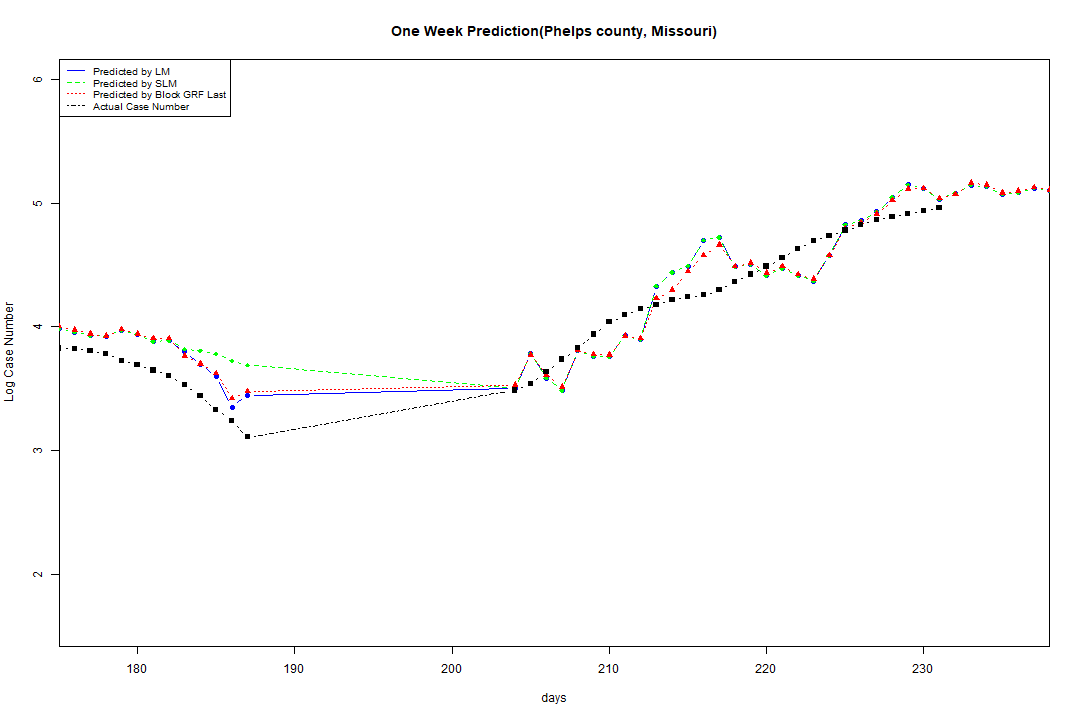 One Week Prediction(Phelps county, Missouri)
Predicted by LM
Predicted by SLM
Predicted by Block GRF Last
Actual Case Number
6
5
4
3
2
Log Case Number
180 190 200 210 220 230
days